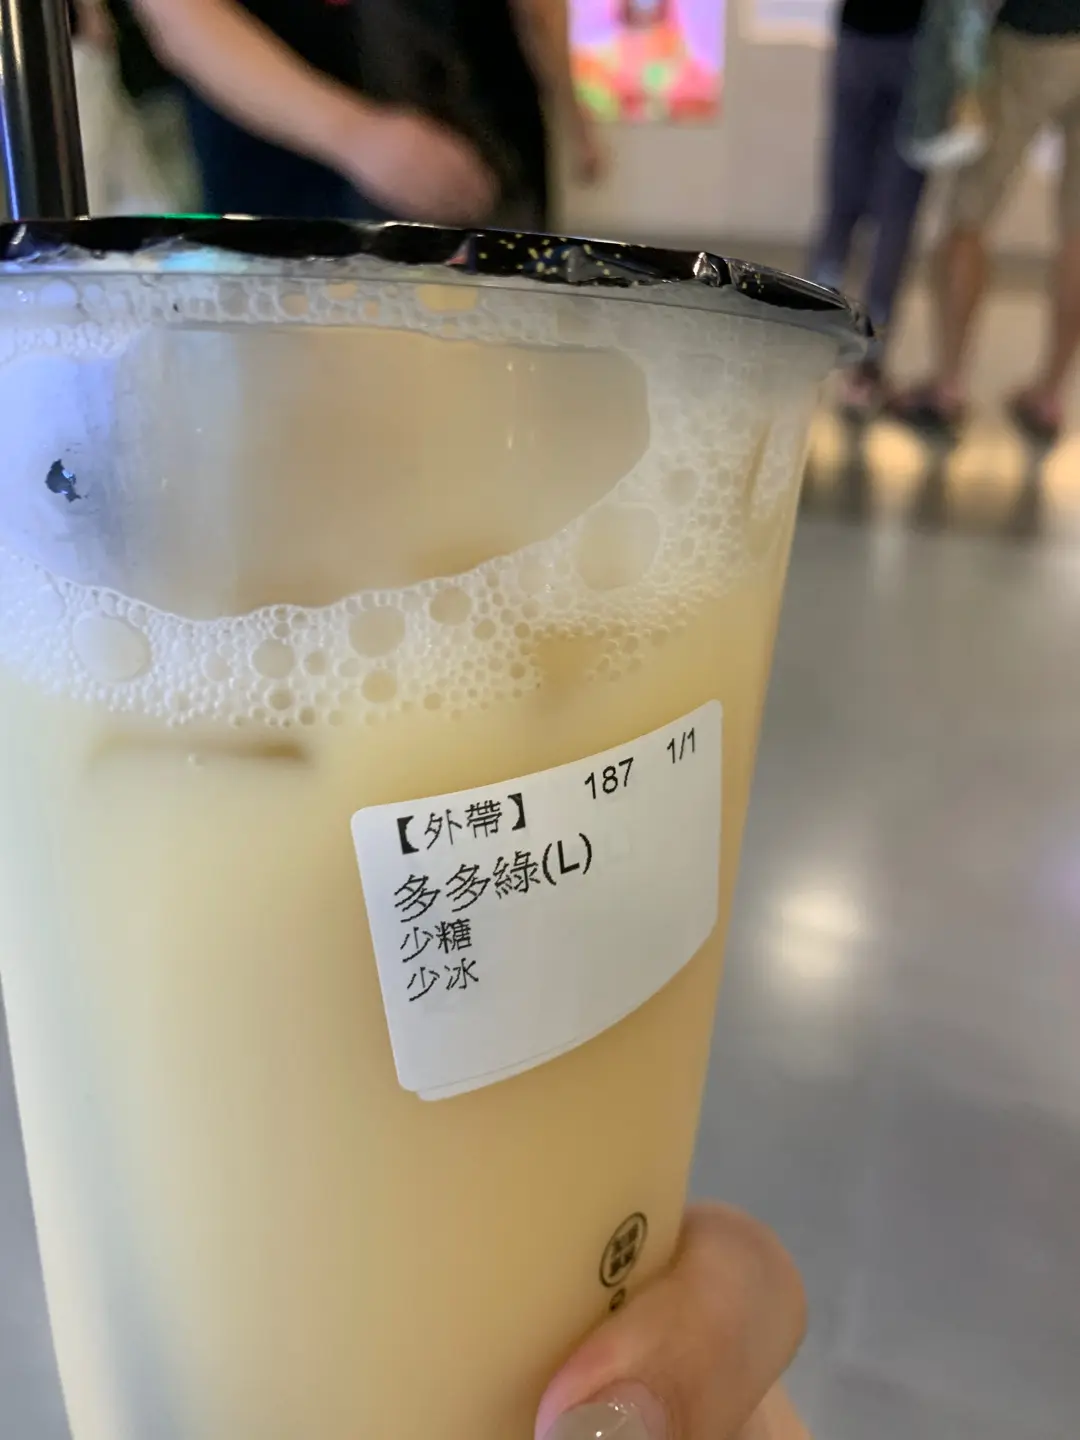 【外帶】 187 1/1
多多綠(L)
少糖
少冰